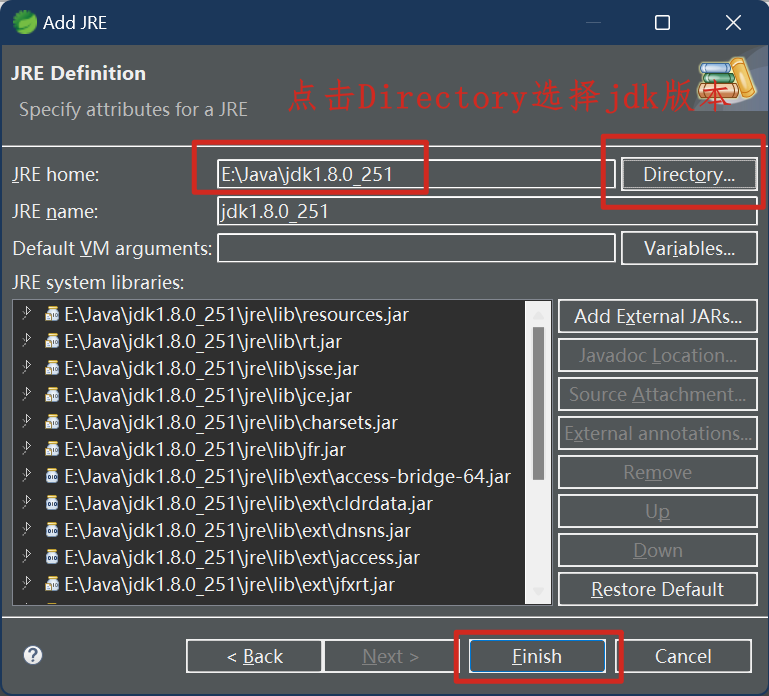 Add JRE
JRE Definition
Specify attributes for a JRE
点击Directory选择jdk版本
JRE home:
E:\Java\jdk1.8.0_251
Directory...
JRE name:
jdk1.8.0_251
Default VM arguments:
Variables...
JRE system libraries:
E:\Java\jdk1.8.0_251\jre\lib\resources.jar
E:\Java\jdk1.8.0_251\jre\lib\rt.jar
E:\Java\jdk1.8.0_251\jre\lib\jsse.jar
E:\Java\jdk1.8.0_251\jre\lib\jce.jar
E:\Java\jdk1.8.0_251\jre\lib\charsets.jar
E:\Java\jdk1.8.0_251\jre\lib\jfr.jar
E:\Java\jdk1.8.0_251\jre\lib\ext\access-bridge-64.jar
E:\Java\jdk1.8.0_251\jre\lib\ext\cldrdata.jar
E:\Java\jdk1.8.0_251\jre\lib\ext\dnsns.jar
E:\Java\jdk1.8.0_251\jre\lib\ext\jaccess.jar
E:\Java\jdk1.8.0_251\jre\lib\ext\jfxrt.jar
Add External JARs...
Javadoc Location...
Source Attachment...
External annotations...
Remove
Up
Down
Restore Default
?
< Back
Next >
Finish
Cancel